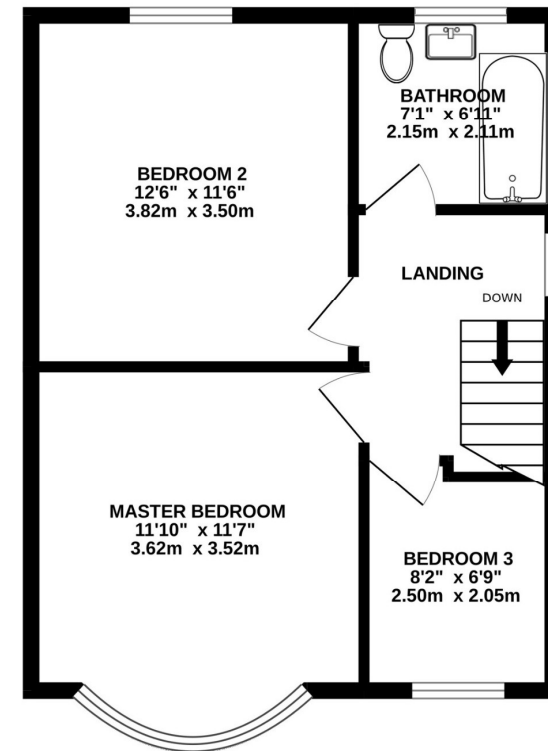 BATHROOM
7'1" x 6'11"
2.15m x 2.11m
BEDROOM 2
12'6" x 11'6"
3.82m x 3.50m
LANDING
DOWN
MASTER BEDROOM
11'10" x 11'7"
3.62m x 3.52m
BEDROOM 3
8'2" x 6'9"
2.50m x 2.05m